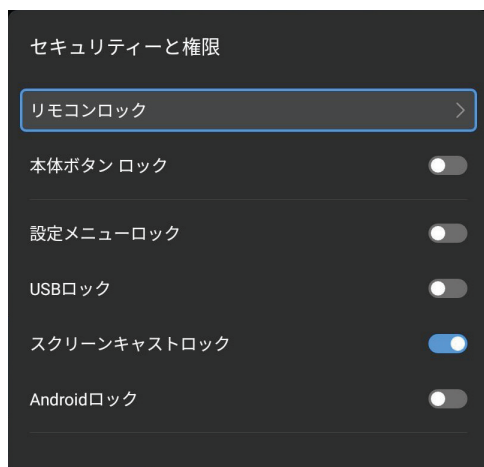 セキュリティーと権限
リモコンロック
本体ボタン ロック
設定メニューロック
USBロック
スクリーンキャストロック
Androidロック